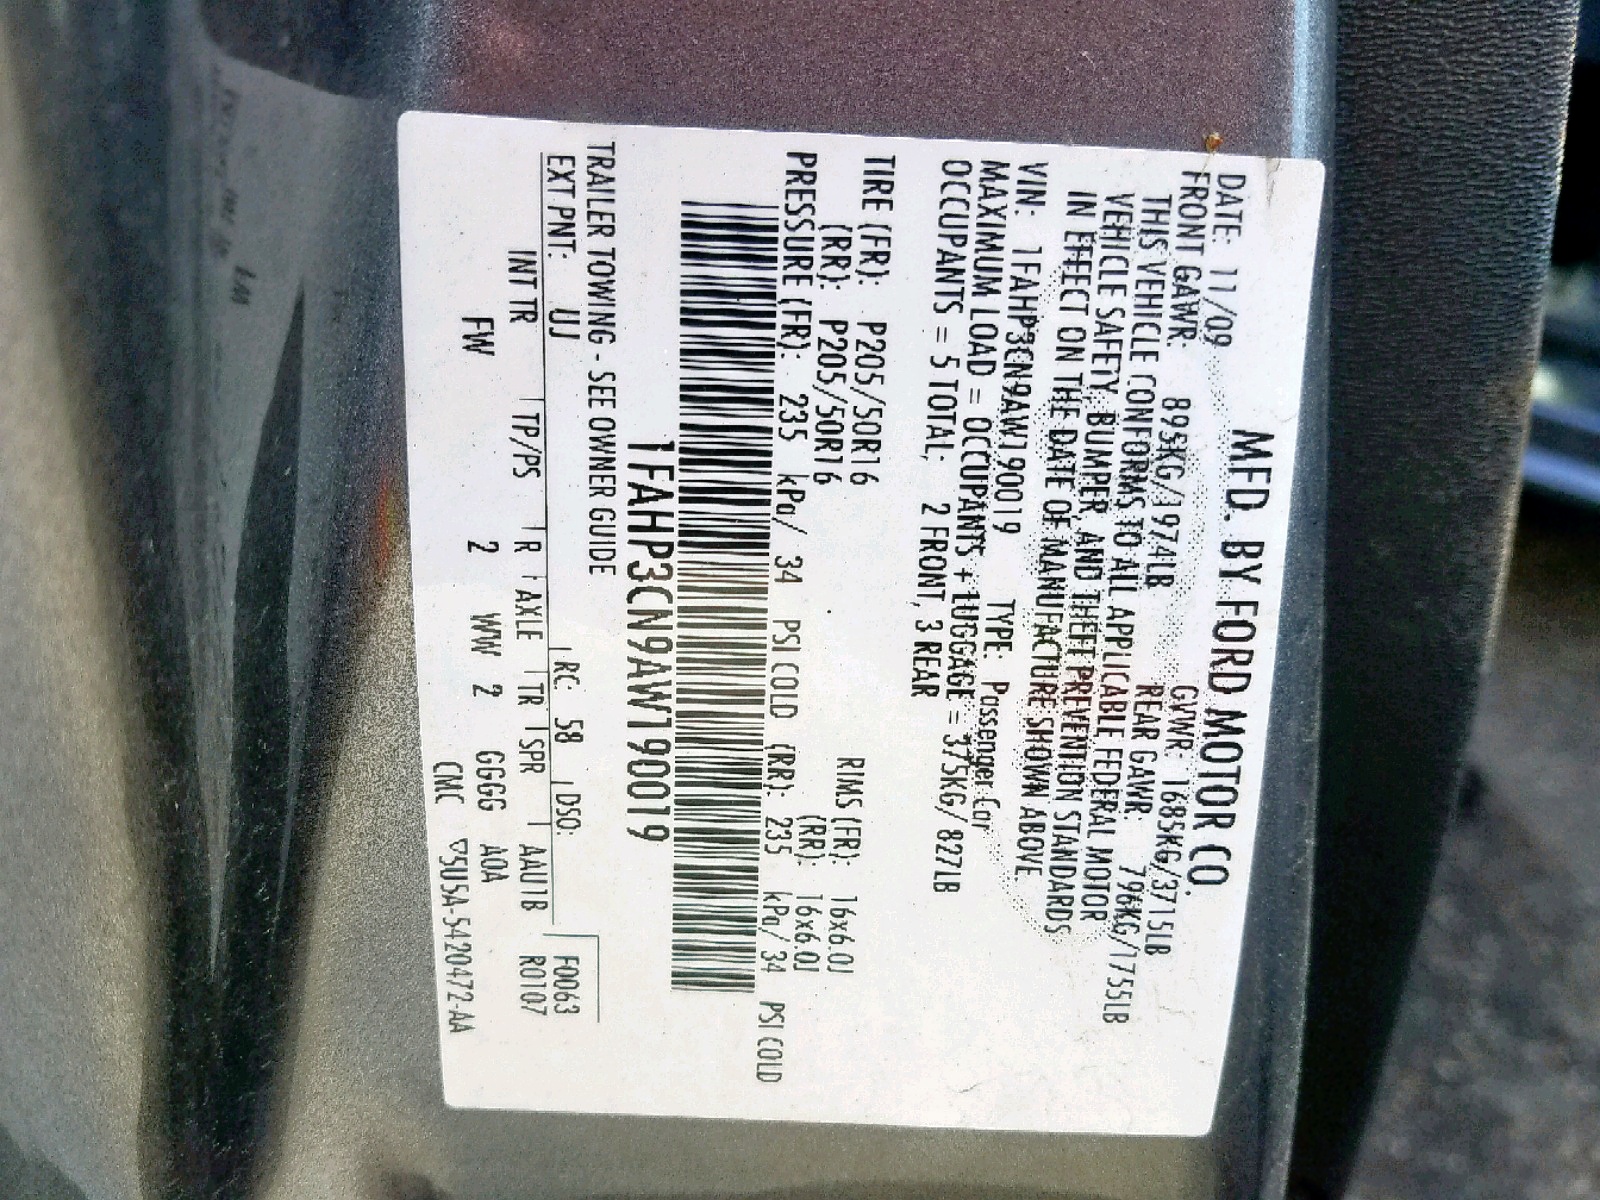 MFD. BY FORD MOTOR CO.
DATE: 11/09 GVWR: 1685KG/3715LB
FRONT GAWR: 895KG/1974LB REAR GAWR: 796KG/1755LB
THIS VEHICLE CONFORMS TO ALL APPLICABLE FEDERAL MOTOR
VEHICLE SAFETY, BUMPER, AND THEFT PREVENTION STANDARDS
IN EFFECT ON THE DATE OF MANUFACTURE SHOWN ABOVE.
VIN: 1FAHP3CN9AW190019 TYPE: Passenger Car
MAXIMUM LOAD = OCCUPANTS + LUGGAGE = 375KG/ 827LB
OCCUPANTS = 5 TOTAL, 2 FRONT, 3 REAR
TIRE (FR): P205/50R16 RIMS (FR): 16x6.0J
(RR): P205/50R16 (RR): 16x6.0J
PRESSURE (FR): 235 kPa/ 34 PSI COLD (RR): 235 kPa/ 34 PSI COLD
1FAHP3CN9AW190019
TRAILER TOWING - SEE OWNER GUIDE
EXT PNT: UJ RC: 58 DSO: F0063
INT TR TP/PS R AXLE TR SPR AAU1B R0107
FW 2 WW 2 GGGG AOA
CMC ▽5U5A-5420472-AA